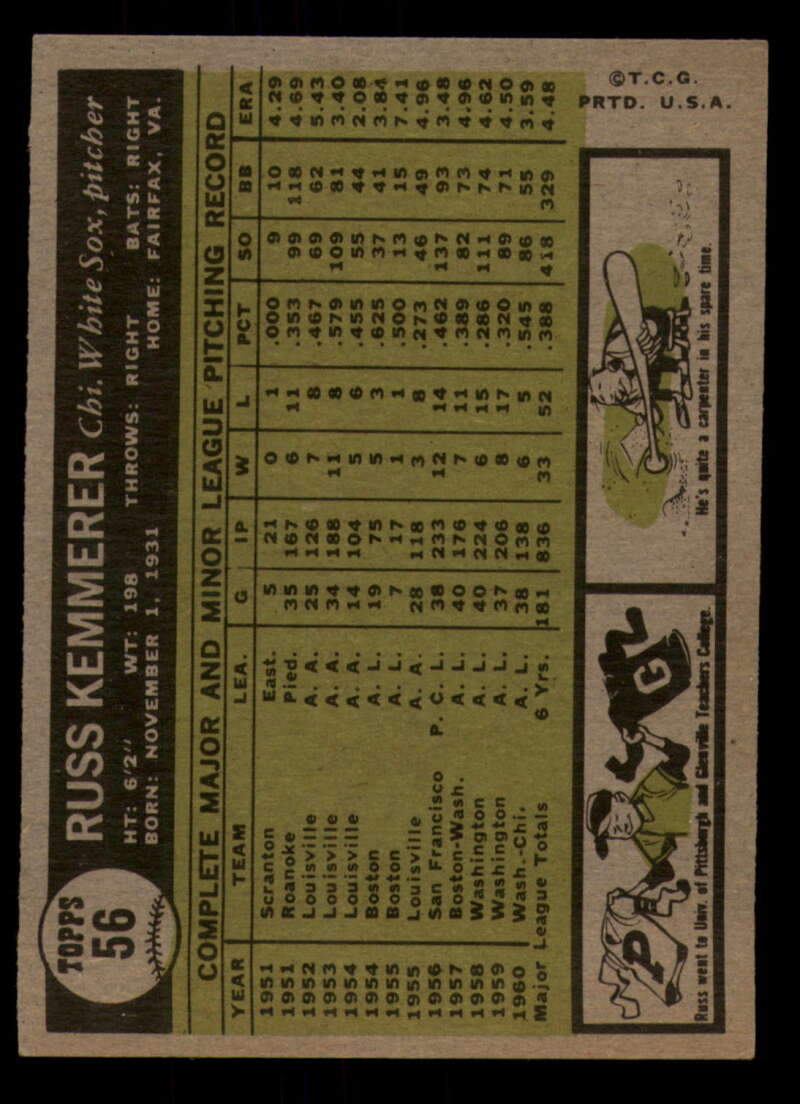 TOPPS
56
RUSS KEMMERER Chi. White Sox, pitcher
HT: 6'2" WT: 198 THROWS: RIGHT BATS: RIGHT
BORN: NOVEMBER 1, 1931 HOME: FAIRFAX, VA.
COMPLETE MAJOR AND MINOR LEAGUE PITCHING RECORD
YEAR TEAM LEA. G IP W L PCT SO BB ERA
1951 Scranton East. 5 21 0 1 .000 9 10 4.29
1951 Roanoke Pied. 35 167 6 11 .353 99 118 4.69
1952 Louisville A. A. 25 126 7 8 .467 69 62 5.43
1953 Louisville A. A. 34 188 11 8 .579 109 81 3.40
1954 Louisville A. A. 14 104 5 6 .455 55 44 2.08
1954 Boston A. L. 19 75 5 3 .625 37 41 3.84
1955 Boston A. L. 7 17 1 1 .500 13 15 7.41
1955 Louisville A. A. 28 118 3 8 .273 46 49 4.96
1956 San Francisco P. C. L. 38 233 12 14 .462 137 93 3.48
1957 Boston-Wash. A. L. 40 176 7 11 .389 82 73 4.96
1958 Washington A. L. 40 224 6 15 .286 111 74 4.62
1959 Washington A. L. 37 206 8 17 .320 89 71 4.50
1960 Wash.-Chi. A. L. 38 138 6 5 .545 86 55 3.59
Major League Totals 6 Yrs. 181 836 33 52 .388 418 329 4.48
P
G
Russ went to Univ. of Pittsburgh and Glenville Teachers College.
He's quite a carpenter in his spare time.
©T.C.G.
PRTD. U.S.A.